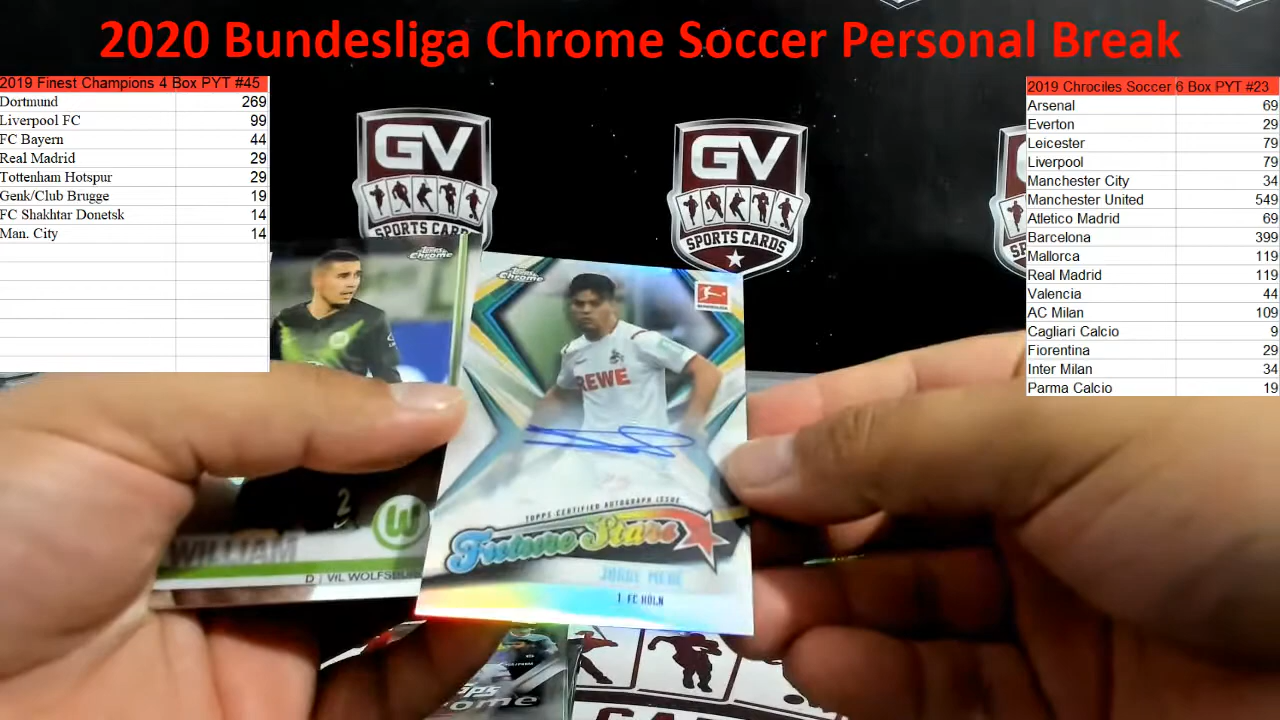 2020 Bundesliga Chrome Soccer Personal Break
2019 Finest Champions 4 Box PYT #45
Dortmund 269
Liverpool FC 99
FC Bayern 44
Real Madrid 29
Tottenham Hotspur 29
Genk/Club Brugge 19
FC Shakhtar Donetsk 14
Man. City 14
2019 Chrociles Soccer 6 Box PYT #23
Arsenal 69
Everton 29
Leicester 79
Liverpool 79
Manchester City 34
Manchester United 549
Atletico Madrid 69
Barcelona 399
Mallorca 119
Real Madrid 119
Valencia 44
AC Milan 109
Cagliari Calcio 9
Fiorentina 29
Inter Milan 34
Parma Calcio 19
GV
SPORTS CARDS
GV
SPORTS CARDS
Topps Chrome
2
W
WILLIAM
D | VfL WOLFSBURG
Topps Chrome
BUNDESLIGA
REWE
TOPPS CERTIFIED AUTOGRAPH ISSUE
Future Stars
JORGE MERÉ
1. FC KÖLN